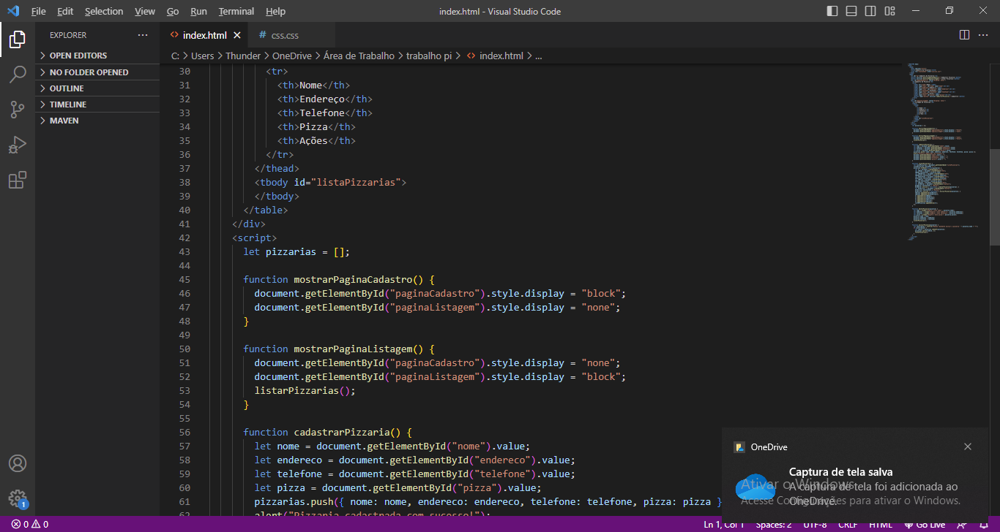 File Edit Selection View Go Run Terminal Help
index.html - Visual Studio Code
EXPLORER
OPEN EDITORS
NO FOLDER OPENED
OUTLINE
TIMELINE
MAVEN
index.html
# css.css
C: > Users > Thunder > OneDrive > Área de Trabalho > trabalho pi > <> index.html > ...
30 <tr>
31 <th>Nome</th>
32 <th>Endereço</th>
33 <th>Telefone</th>
34 <th>Pizza</th>
35 <th>Ações</th>
36 </tr>
37 </thead>
38 <tbody id="listaPizzarias">
39 </tbody>
40 </table>
41 </div>
42 <script>
43 let pizzarias = [];
44
45 function mostrarPaginaCadastro() {
46 document.getElementById("paginaCadastro").style.display = "block";
47 document.getElementById("paginaListagem").style.display = "none";
48 }
49
50 function mostrarPaginaListagem() {
51 document.getElementById("paginaCadastro").style.display = "none";
52 document.getElementById("paginaListagem").style.display = "block";
53 listarPizzarias();
54 }
55
56 function cadastrarPizzaria() {
57 let nome = document.getElementById("nome").value;
58 let endereco = document.getElementById("endereco").value;
59 let telefone = document.getElementById("telefone").value;
60 let pizza = document.getElementById("pizza").value;
61 pizzarias.push({ nome: nome, endereco: endereco, telefone: telefone, pizza: pizza }
62 alert("Pizzaria cadastrada com sucesso!");
OneDrive
Captura de tela salva
A captura de tela foi adicionada ao
OneDrive.
Ativar o Windows
Acesse Configurações para ativar o Windows.
1
0 0
Ln 1, Col 1 Spaces: 2 UTF-8 CRLF HTML Go Live